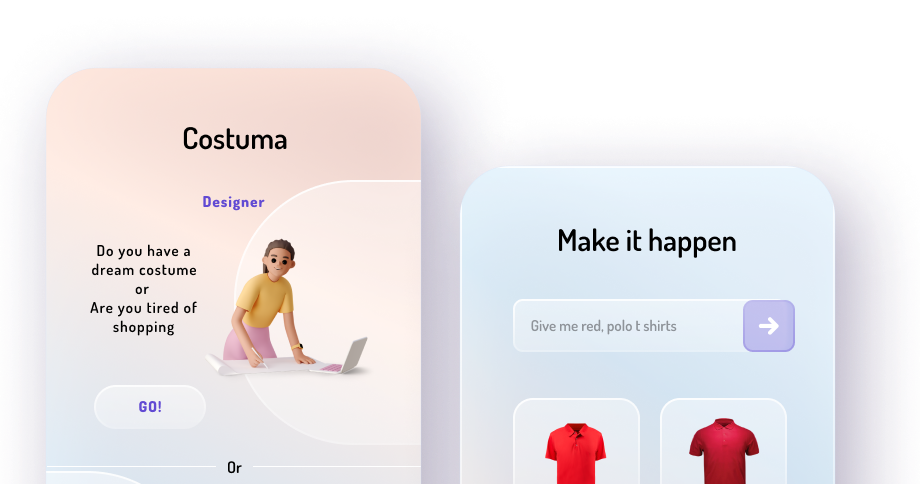 Costuma
Designer
Do you have a
dream costume
or
Are you tired of
shopping
GO!
Or
Make it happen
Give me red, polo t shirts